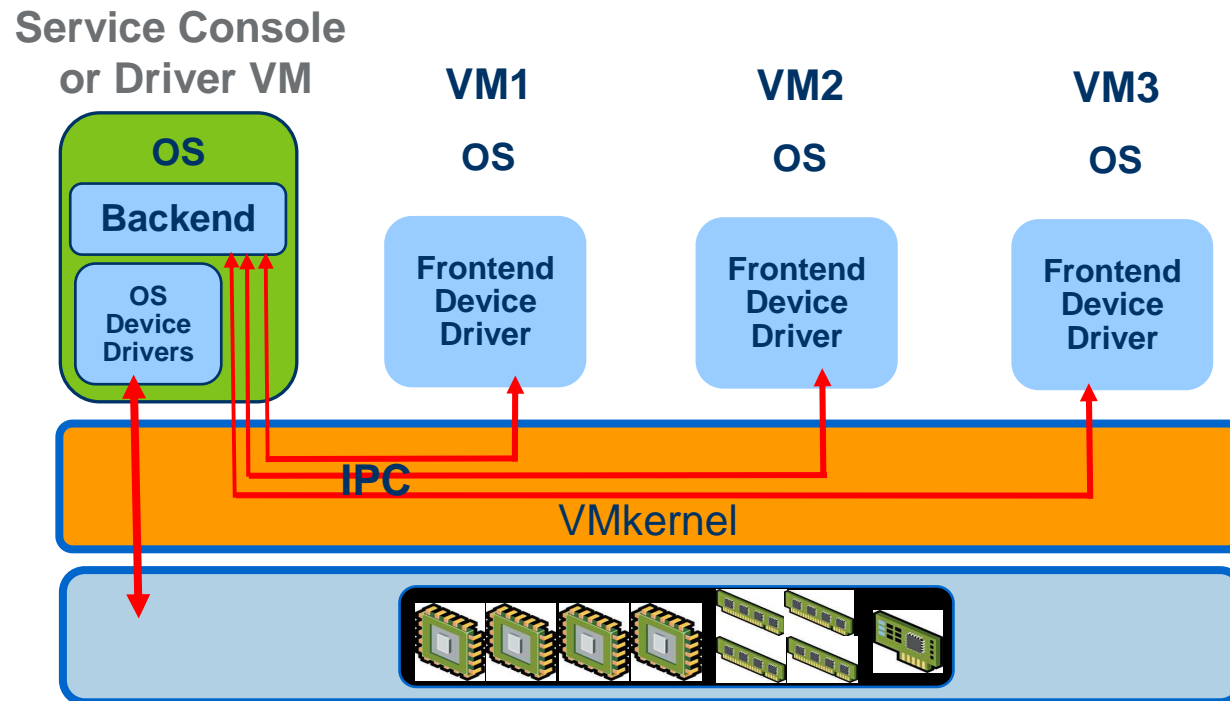 Service Console
or Driver VM
VM1
VM2
VM3
OS
OS
OS
OS
Backend
OS
Device
Drivers
Frontend
Device
Driver
Frontend
Device
Driver
Frontend
Device
Driver
IPC
VMkernel